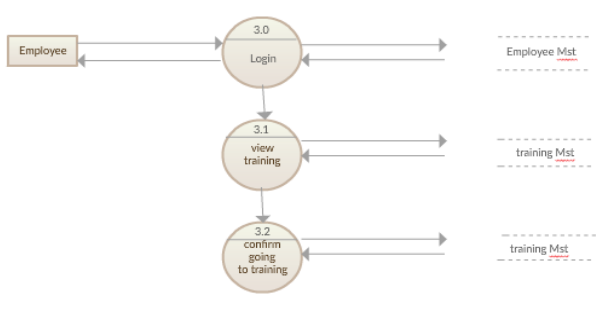 3.0
Employee
Login
Employee Mst
3.1
view
training
training Mst
3.2
confirm
going
to training
training Mst